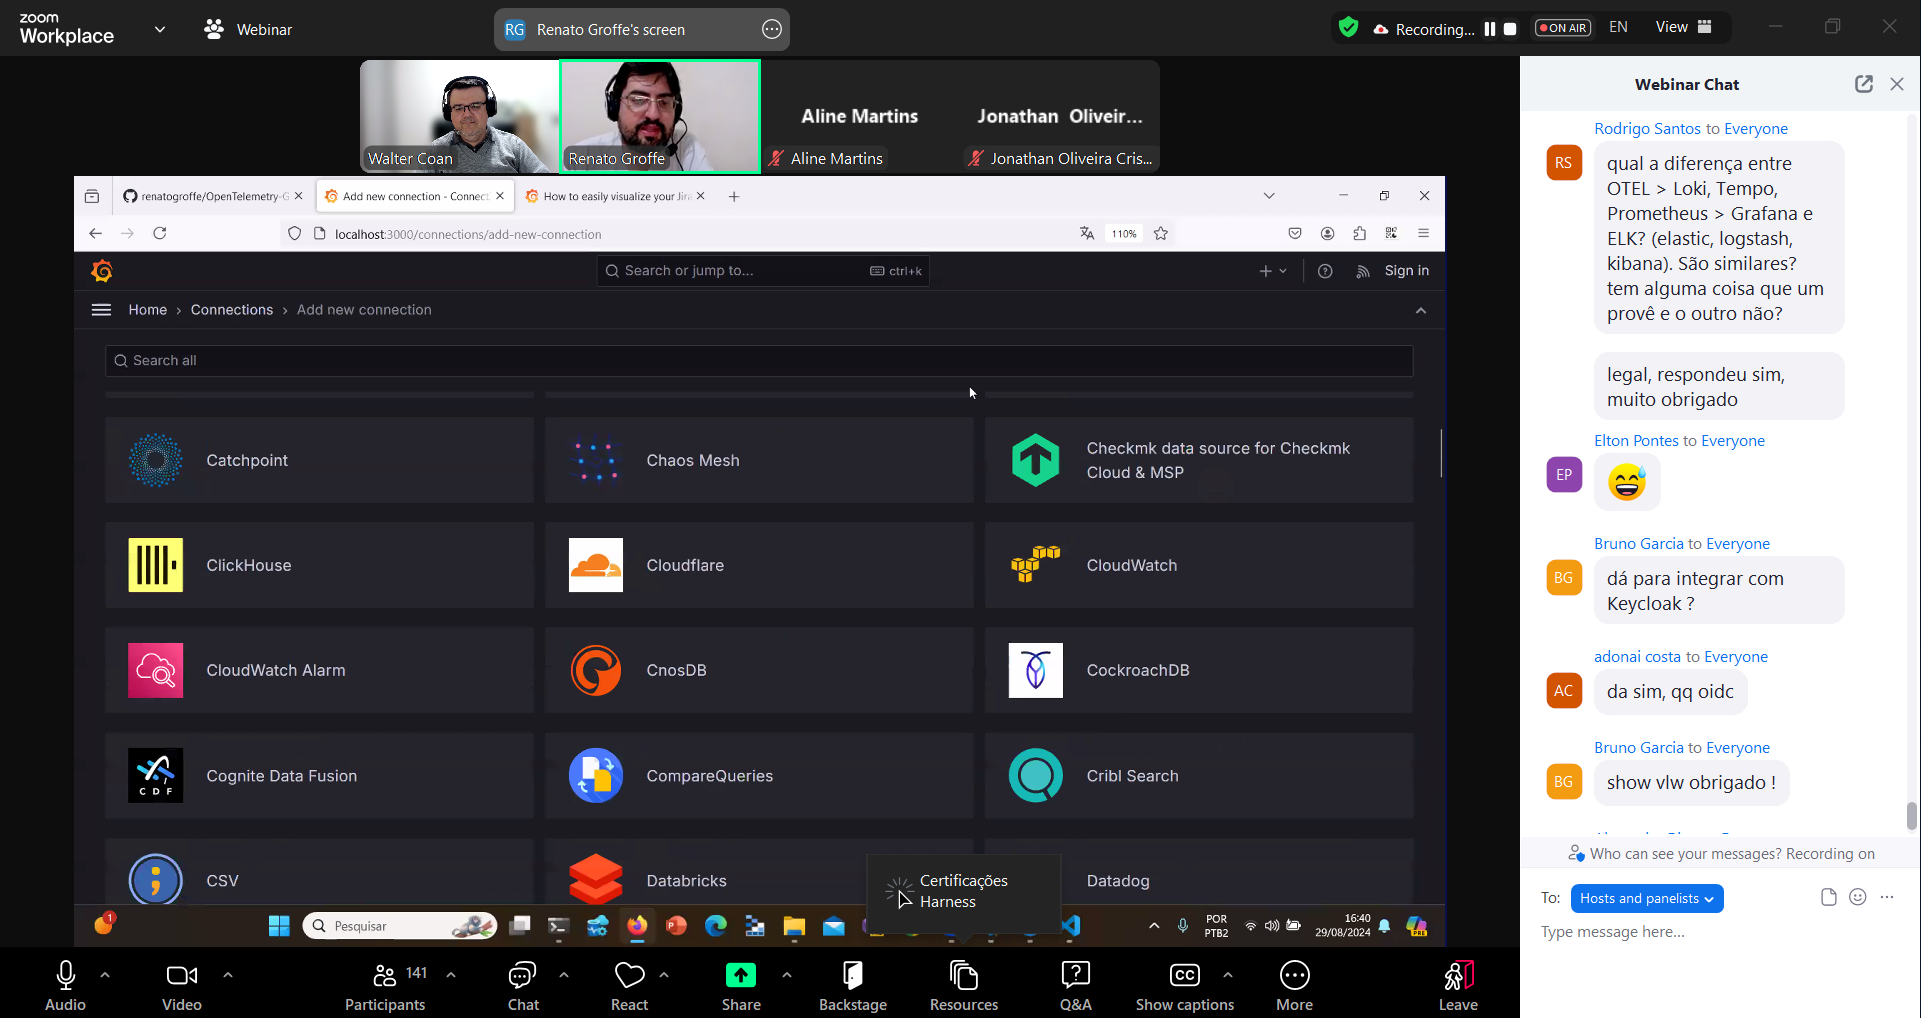 zoom
Workplace
Webinar
RG Renato Groffe's screen
Recording...
ON AIR
EN
View
Walter Coan
Renato Groffe
Aline Martins
Aline Martins
Jonathan Oliveir...
Jonathan Oliveira Cris...
renatogroffe/OpenTelemetry-G
Add new connection - Connect
How to easily visualize your Jira
localhost:3000/connections/add-new-connection
110%
Search or jump to...
ctrl+k
Sign in
Home › Connections › Add new connection
Search all
Catchpoint
Chaos Mesh
Checkmk data source for Checkmk
Cloud & MSP
ClickHouse
Cloudflare
CloudWatch
CloudWatch Alarm
CnosDB
CockroachDB
CDF
Cognite Data Fusion
CompareQueries
Cribl Search
CSV
Databricks
Datadog
Certificações
Harness
1
Pesquisar
POR
PTB2
16:40
29/08/2024
PRE
Audio
Video
141
Participants
Chat
React
Share
Backstage
Resources
Q&A
CC
Show captions
More
Leave
Webinar Chat
Rodrigo Santos to Everyone
RS
qual a diferença entre
OTEL > Loki, Tempo,
Prometheus > Grafana e
ELK? (elastic, logstash,
kibana). São similares?
tem alguma coisa que um
provê e o outro não?
legal, respondeu sim,
muito obrigado
Elton Pontes to Everyone
EP
Bruno Garcia to Everyone
BG
dá para integrar com
Keycloak ?
adonai costa to Everyone
AC
da sim, qq oidc
Bruno Garcia to Everyone
BG
show vlw obrigado !
Who can see your messages? Recording on
To: Hosts and panelists
Type message here...